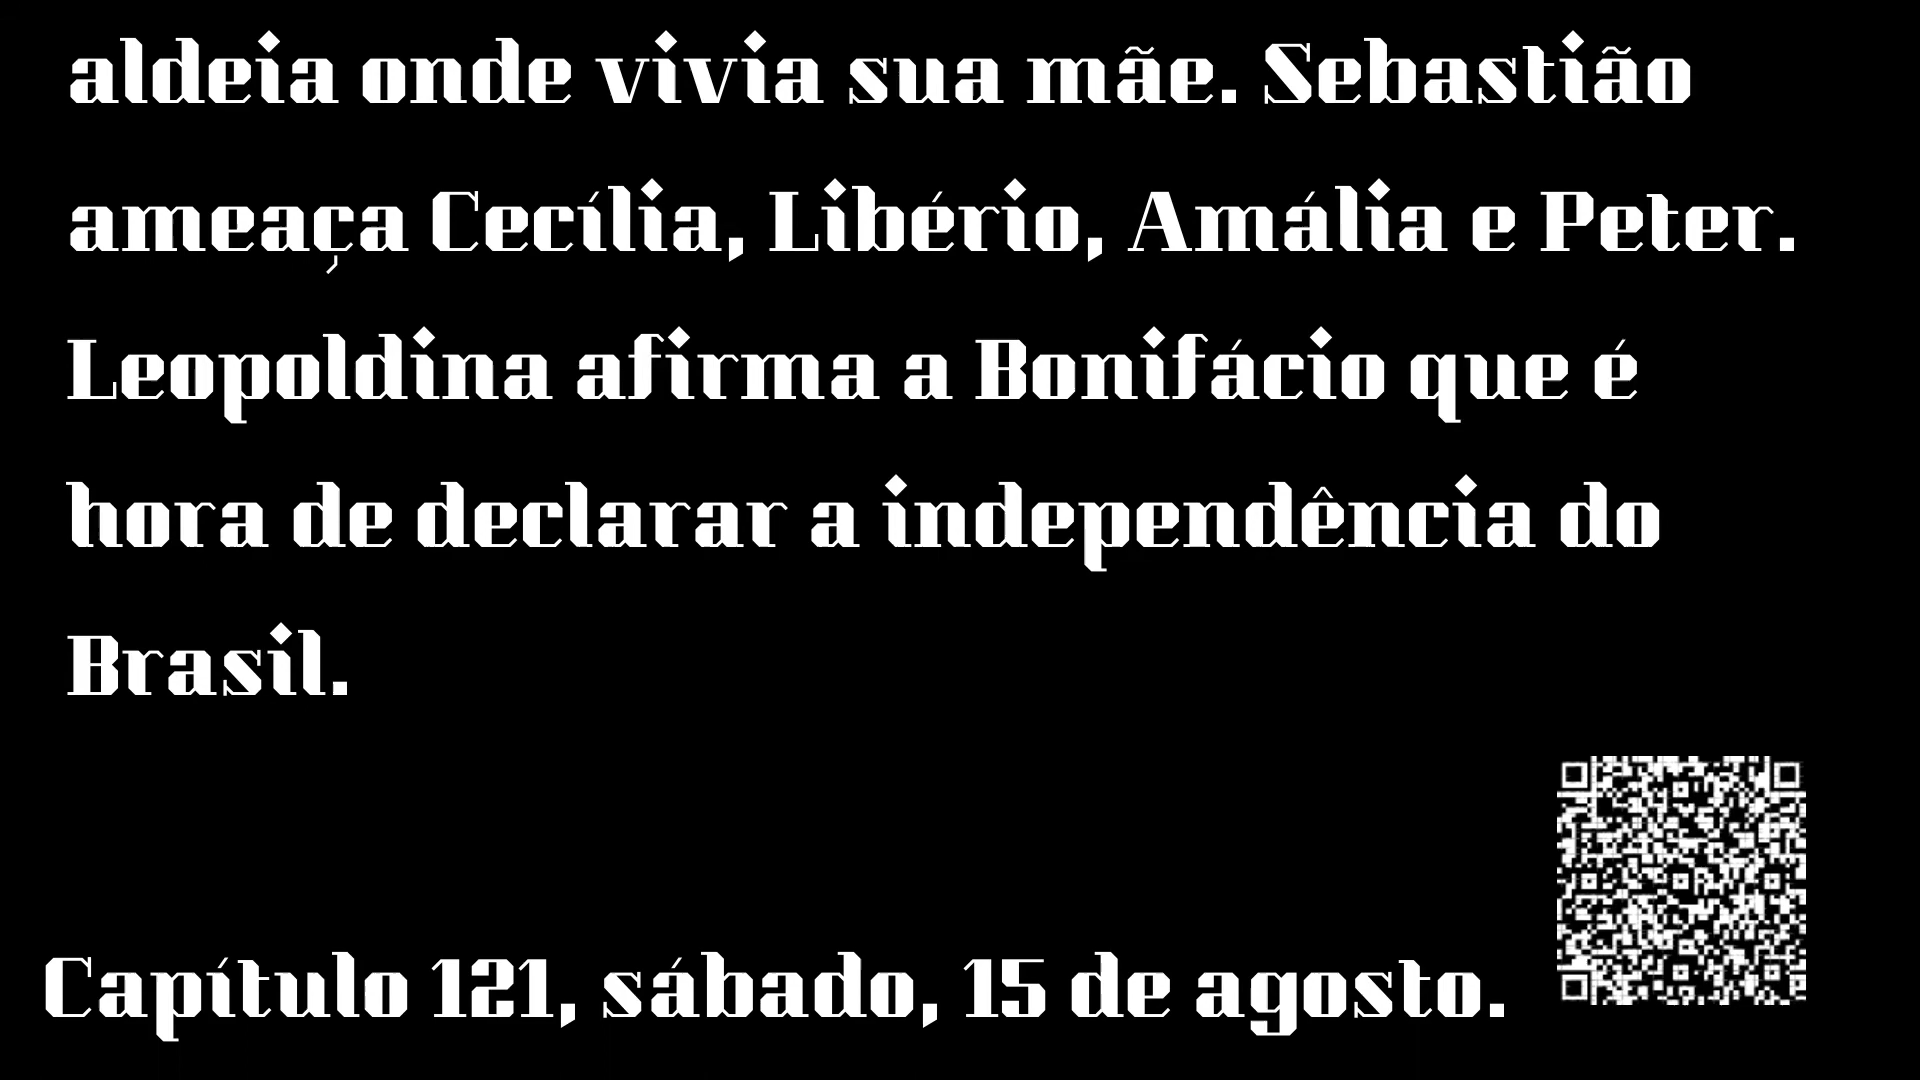 aldeia onde vivia sua mãe. Sebastião
ameaça Cecília, Libério, Amália e Peter.
Leopoldina afirma a Bonifácio que é
hora de declarar a independência do
Brasil.
Capítulo 121, sábado, 15 de agosto.